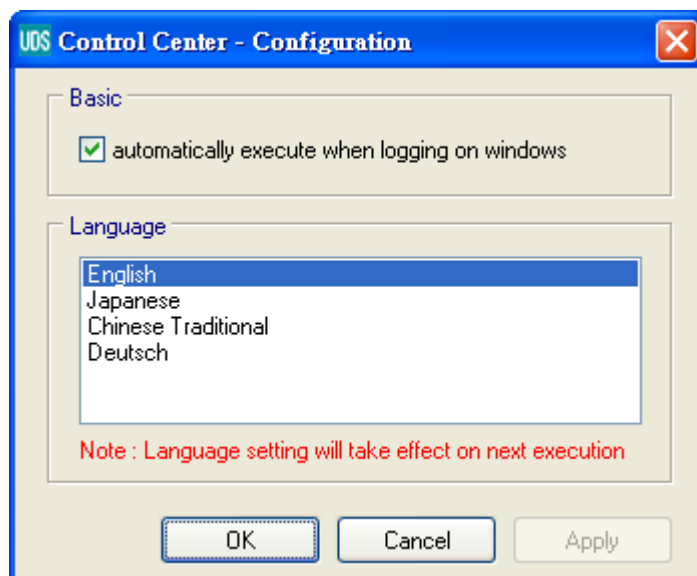 UDS Control Center - Configuration
Basic
automatically execute when logging on windows
Language
English
Japanese
Chinese Traditional
Deutsch
Note : Language setting will take effect on next execution
OK Cancel Apply